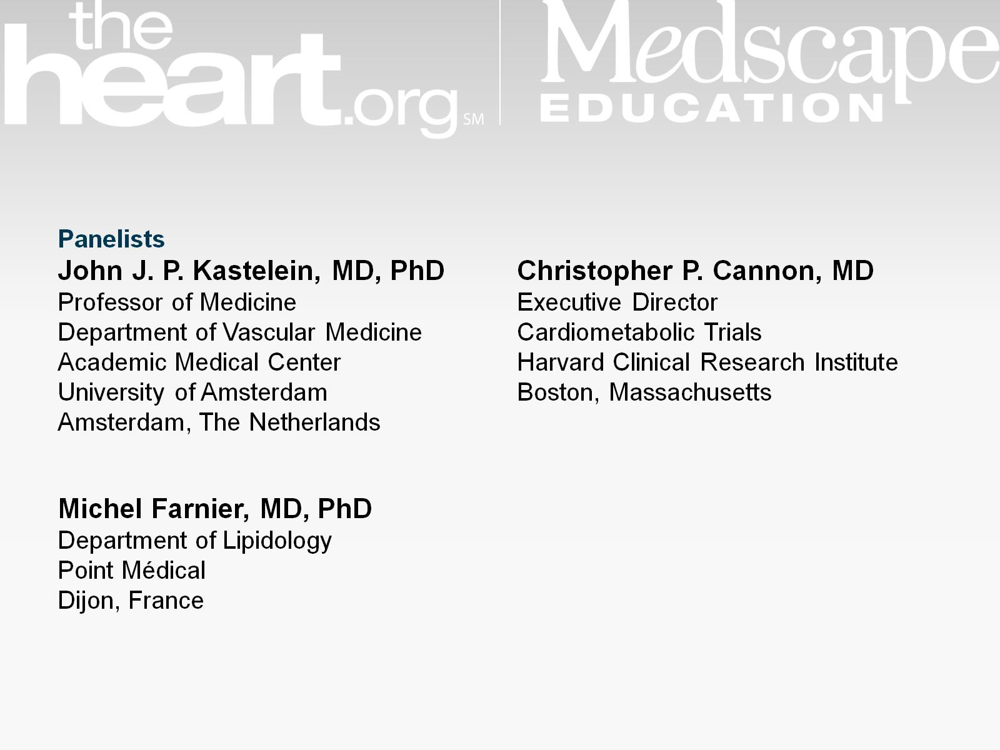 the
heart.org SM
Medscape
EDUCATION
Panelists
John J. P. Kastelein, MD, PhD
Professor of Medicine
Department of Vascular Medicine
Academic Medical Center
University of Amsterdam
Amsterdam, The Netherlands
Christopher P. Cannon, MD
Executive Director
Cardiometabolic Trials
Harvard Clinical Research Institute
Boston, Massachusetts
Michel Farnier, MD, PhD
Department of Lipidology
Point Médical
Dijon, France